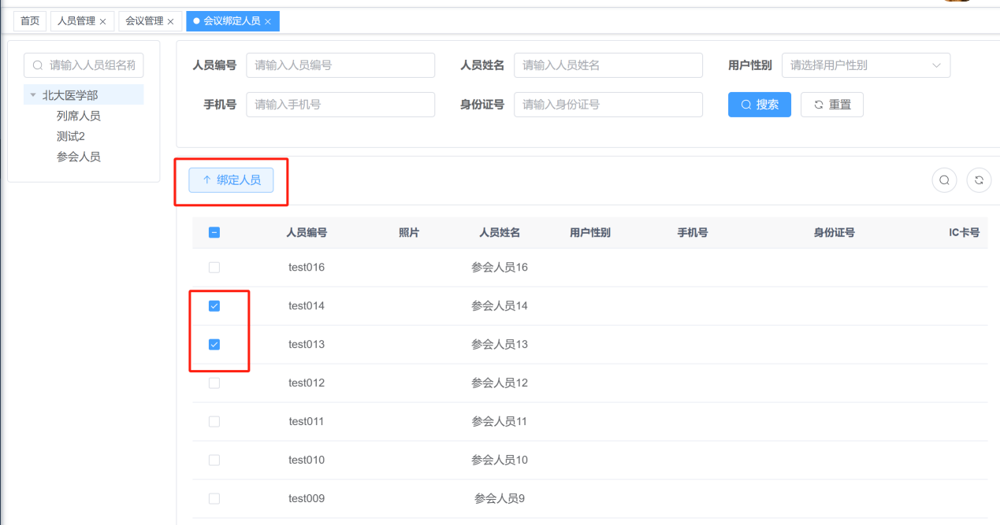 首页 人员管理 × 会议管理 × 会议绑定人员 ×
请输入人员组名称
北大医学部
列席人员
测试2
参会人员
人员编号 请输入人员编号 人员姓名 请输入人员姓名 用户性别 请选择用户性别
手机号 请输入手机号 身份证号 请输入身份证号 搜索 重置
绑定人员
人员编号 照片 人员姓名 用户性别 手机号 身份证号 IC卡号
test016 参会人员16
test014 参会人员14
test013 参会人员13
test012 参会人员12
test011 参会人员11
test010 参会人员10
test009 参会人员9